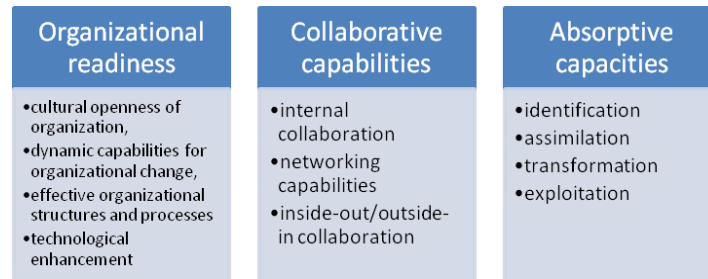 Organizational
readiness
•cultural openness of
organization,
•dynamic capabilities for
organizational change,
•effective organizational
structures and processes
•technological
enhancement
Collaborative
capabilities
•internal
collaboration
•networking
capabilities
•inside-out/outside-
in collaboration
Absorptive
capacities
•identification
•assimilation
•transformation
•exploitation